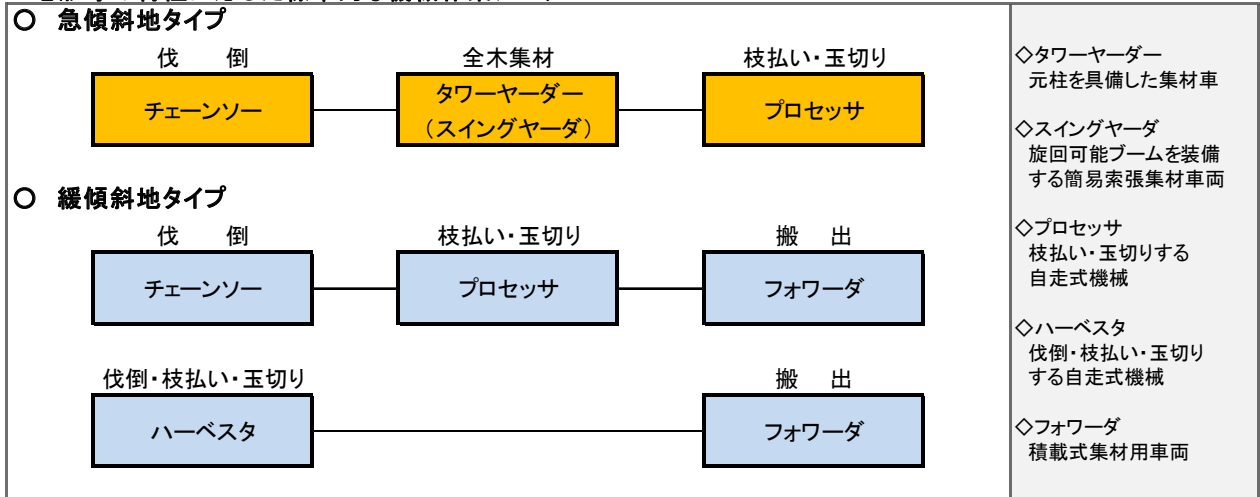 ○ 急傾斜地タイプ
伐 倒
全木集材
枝払い・玉切り
チェーンソー
タワーヤーダー
（スイングヤーダ）
プロセッサ
○ 緩傾斜地タイプ
伐 倒
枝払い・玉切り
搬 出
チェーンソー
プロセッサ
フォワーダ
伐倒・枝払い・玉切り
搬 出
ハーベスタ
フォワーダ
◇タワーヤーダー
元柱を具備した集材車
◇スイングヤーダ
旋回可能ブームを装備
する簡易索張集材車両
◇プロセッサ
枝払い・玉切りする
自走式機械
◇ハーベスタ
伐倒・枝払い・玉切り
する自走式機械
◇フォワーダ
積載式集材用車両